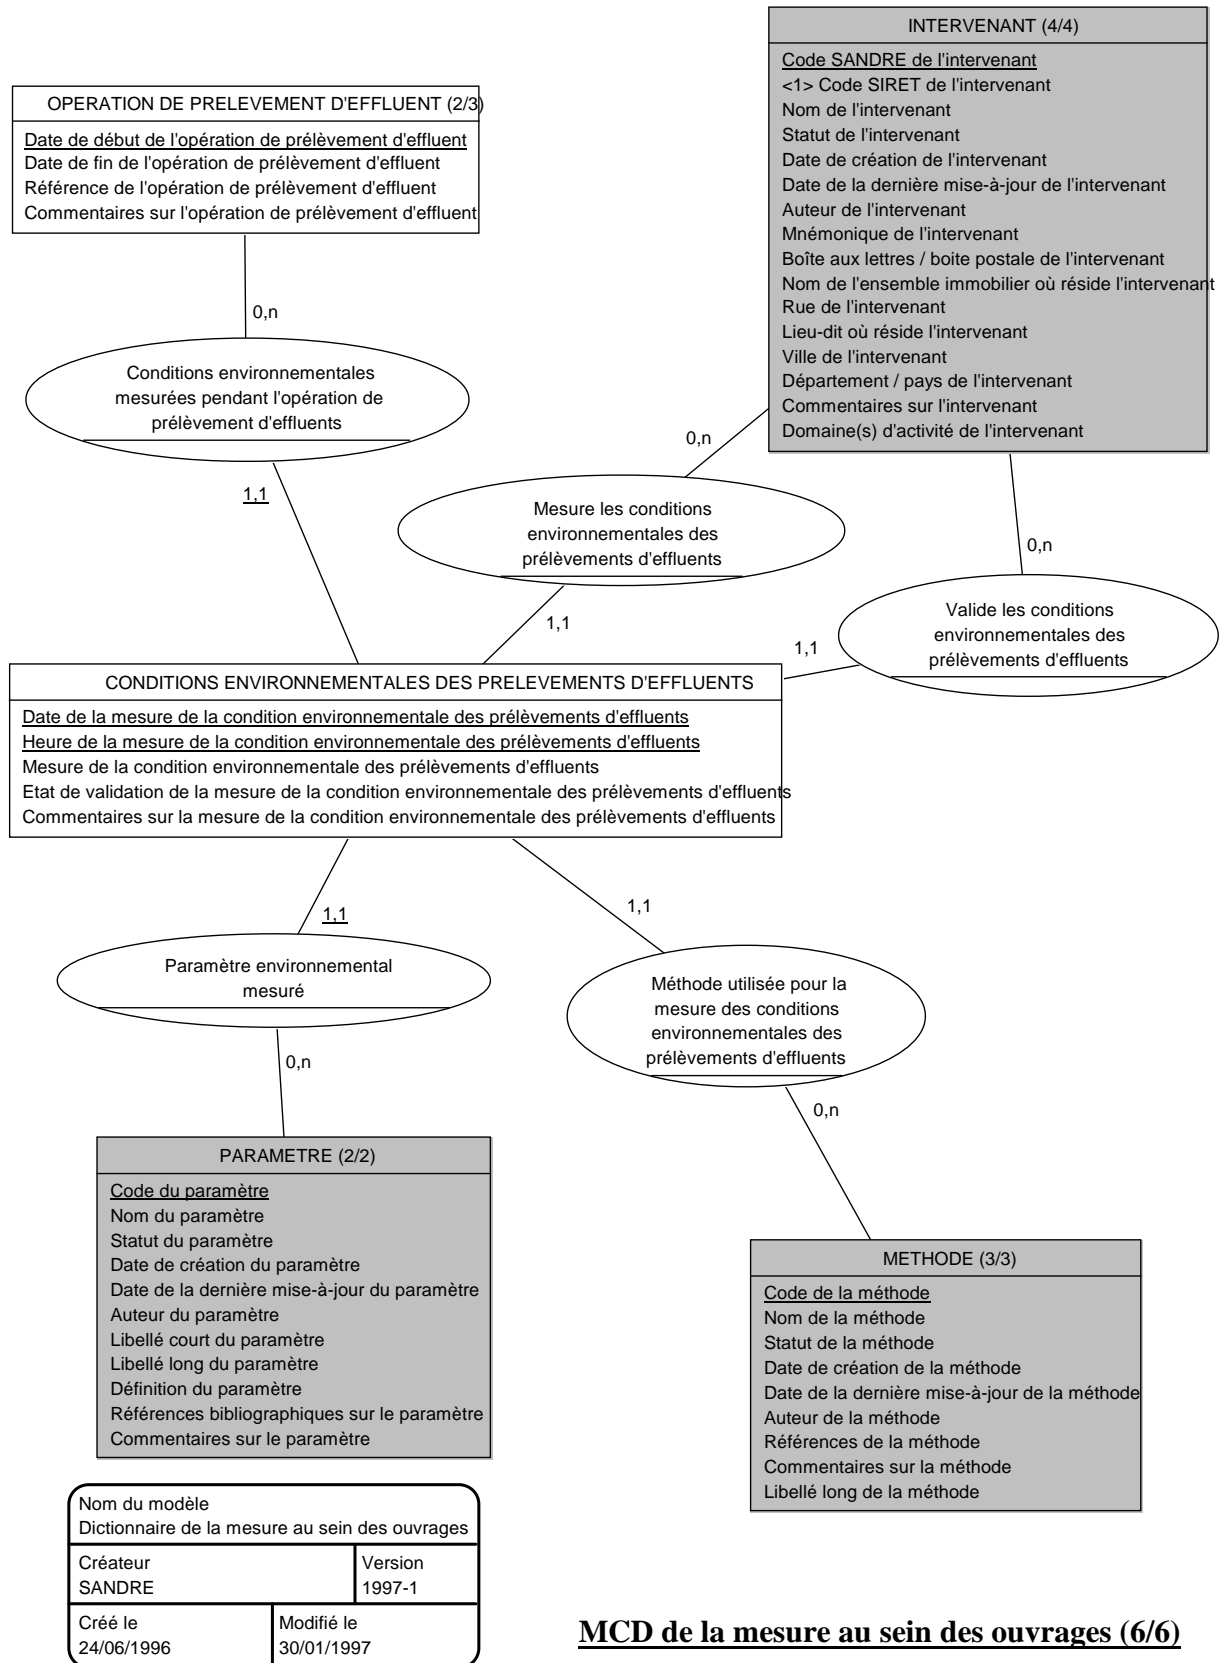 INTERVENANT (4/4)
Code SANDRE de l'intervenant
<1> Code SIRET de l'intervenant
Nom de l'intervenant
Statut de l'intervenant
Date de création de l'intervenant
Date de la dernière mise-à-jour de l'intervenant
Auteur de l'intervenant
Mnémonique de l'intervenant
Boîte aux lettres / boite postale de l'intervenant
Nom de l'ensemble immobilier où réside l'intervenant
Rue de l'intervenant
Lieu-dit où réside l'intervenant
Ville de l'intervenant
Département / pays de l'intervenant
Commentaires sur l'intervenant
Domaine(s) d'activité de l'intervenant
OPERATION DE PRELEVEMENT D'EFFLUENT (2/3)
Date de début de l'opération de prélèvement d'effluent
Date de fin de l'opération de prélèvement d'effluent
Référence de l'opération de prélèvement d'effluent
Commentaires sur l'opération de prélèvement d'effluent
0,n
Conditions environnementales
mesurées pendant l'opération de
prélèvement d'effluents
1,1
0,n
Mesure les conditions
environnementales des
prélèvements d'effluents
1,1
0,n
Valide les conditions
environnementales des
prélèvements d'effluents
1,1
CONDITIONS ENVIRONNEMENTALES DES PRELEVEMENTS D'EFFLUENTS
Date de la mesure de la condition environnementale des prélèvements d'effluents
Heure de la mesure de la condition environnementale des prélèvements d'effluents
Mesure de la condition environnementale des prélèvements d'effluents
Etat de validation de la mesure de la condition environnementale des prélèvements d'effluents
Commentaires sur la mesure de la condition environnementale des prélèvements d'effluents
1,1
Paramètre environnemental
mesuré
0,n
1,1
Méthode utilisée pour la
mesure des conditions
environnementales des
prélèvements d'effluents
0,n
PARAMETRE (2/2)
Code du paramètre
Nom du paramètre
Statut du paramètre
Date de création du paramètre
Date de la dernière mise-à-jour du paramètre
Auteur du paramètre
Libellé court du paramètre
Libellé long du paramètre
Définition du paramètre
Références bibliographiques sur le paramètre
Commentaires sur le paramètre
METHODE (3/3)
Code de la méthode
Nom de la méthode
Statut de la méthode
Date de création de la méthode
Date de la dernière mise-à-jour de la méthode
Auteur de la méthode
Références de la méthode
Commentaires sur la méthode
Libellé long de la méthode
Nom du modèle
Dictionnaire de la mesure au sein des ouvrages
Créateur
SANDRE
Version
1997-1
Créé le
24/06/1996
Modifié le
30/01/1997
MCD de la mesure au sein des ouvrages (6/6)